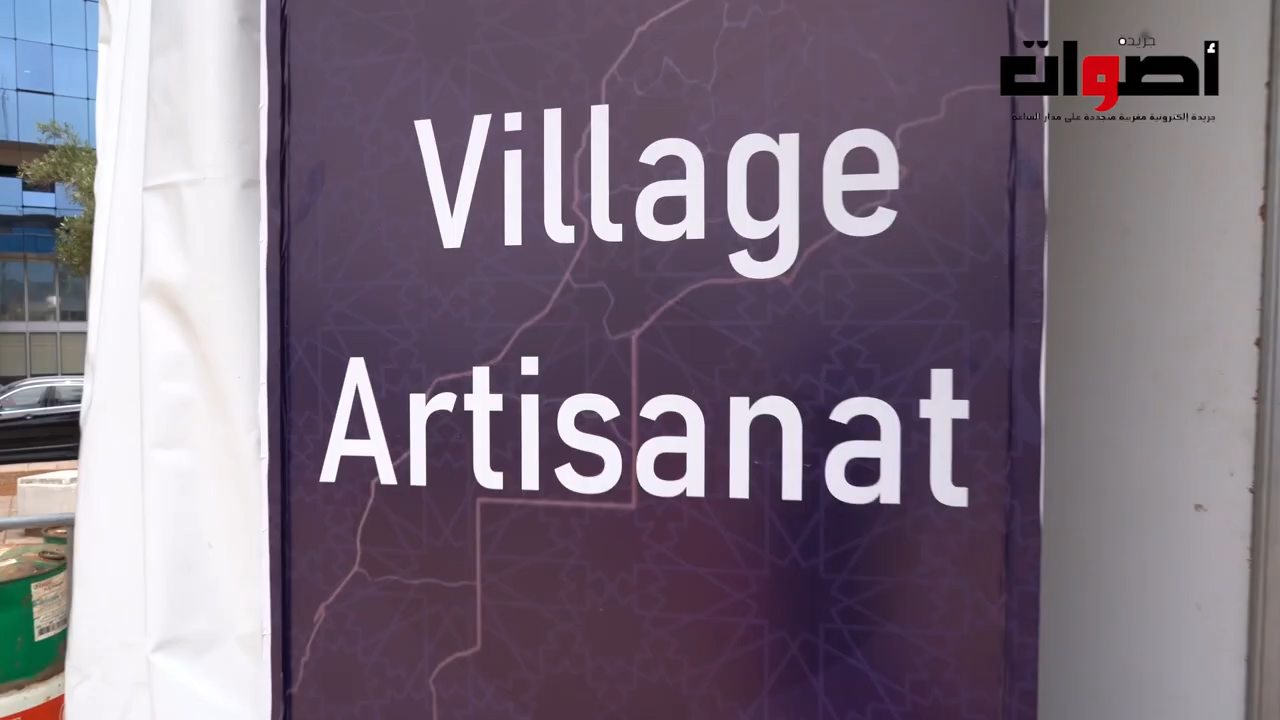 جريدة
أصوات
جريدة إلكترونية مغربية متجددة على مدار الساعة
Village
Artisanat